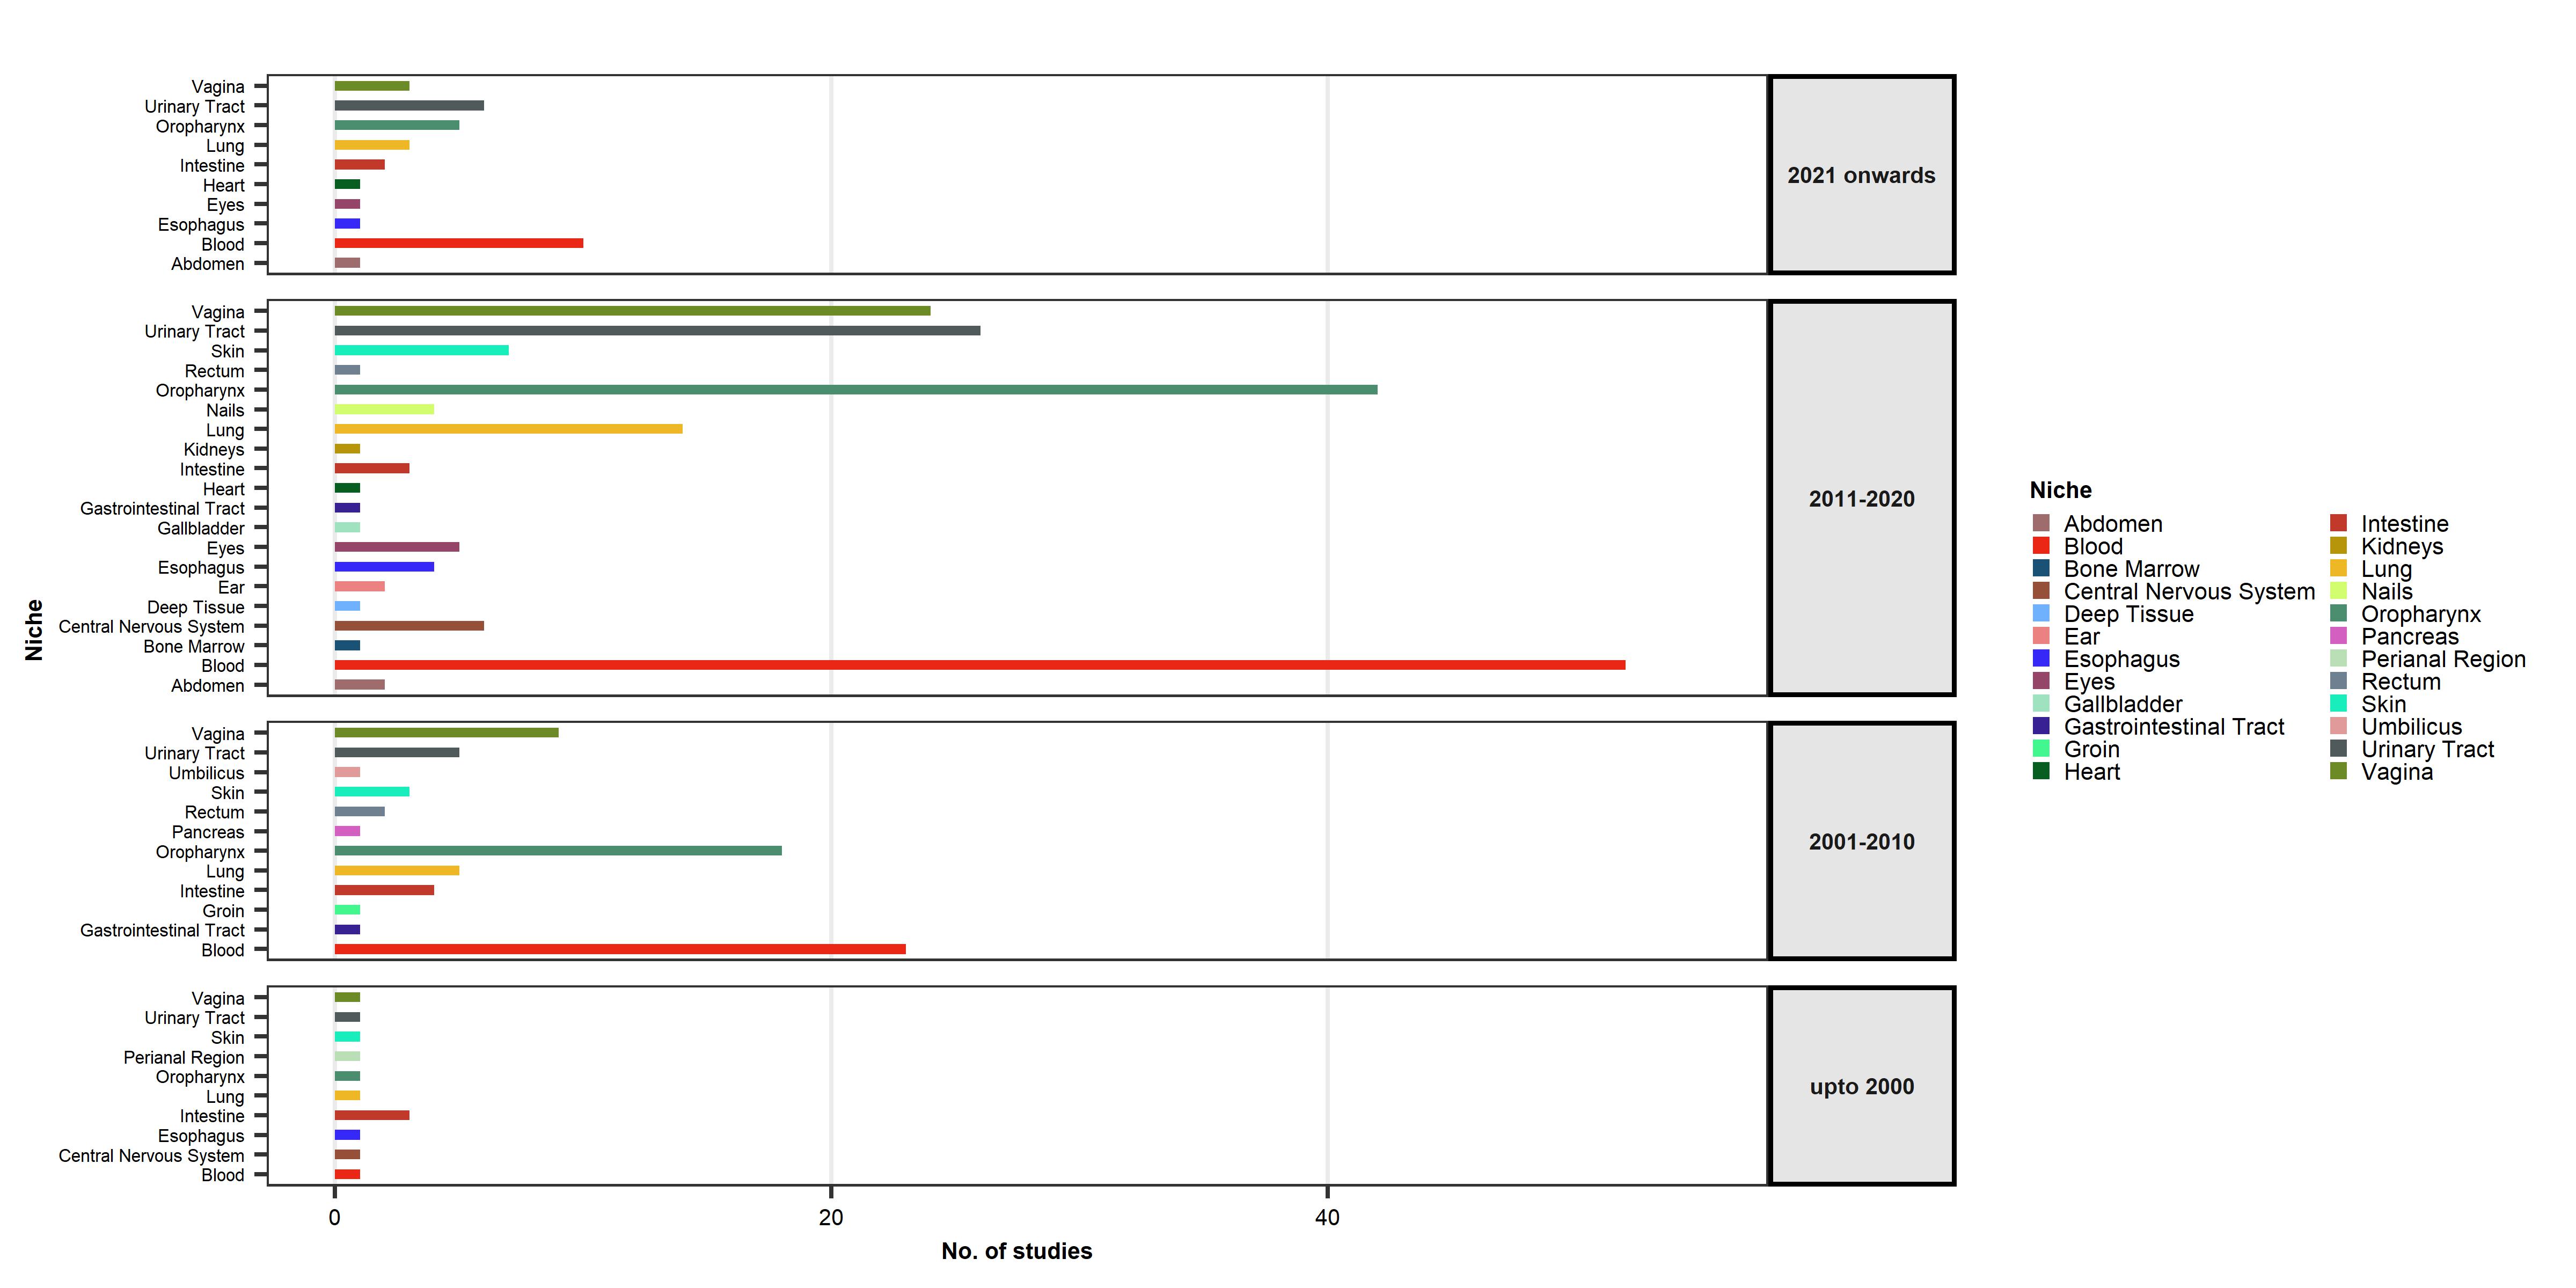 Vagina
Urinary Tract
Oropharynx
Lung
Intestine
Heart
Eyes
Esophagus
Blood
Abdomen
2021 onwards
Vagina
Urinary Tract
Skin
Rectum
Oropharynx
Nails
Lung
Kidneys
Intestine
Heart
Gastrointestinal Tract
Gallbladder
Eyes
Esophagus
Ear
Deep Tissue
Central Nervous System
Bone Marrow
Blood
Abdomen
2011-2020
Vagina
Urinary Tract
Umbilicus
Skin
Rectum
Pancreas
Oropharynx
Lung
Intestine
Groin
Gastrointestinal Tract
Blood
2001-2010
Vagina
Urinary Tract
Skin
Perianal Region
Oropharynx
Lung
Intestine
Esophagus
Central Nervous System
Blood
upto 2000
Niche
0 20 40
No. of studies
Niche
Abdomen
Blood
Bone Marrow
Central Nervous System
Deep Tissue
Ear
Esophagus
Eyes
Gallbladder
Gastrointestinal Tract
Groin
Heart
Intestine
Kidneys
Lung
Nails
Oropharynx
Pancreas
Perianal Region
Rectum
Skin
Umbilicus
Urinary Tract
Vagina